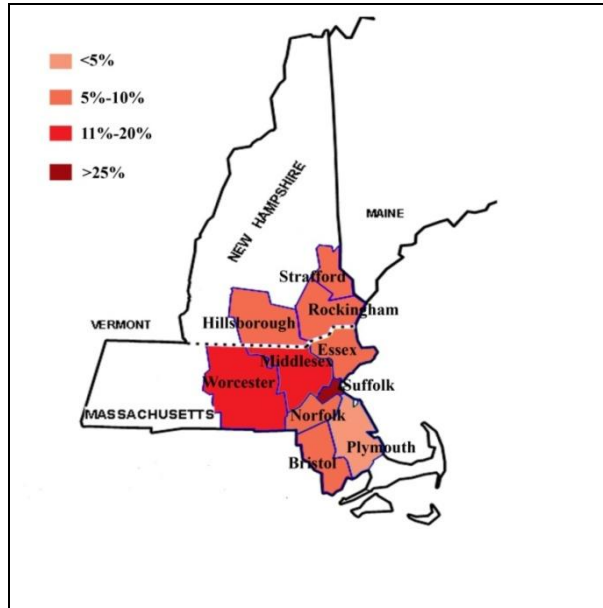 <5%
5%-10%
11%-20%
>25%
NEW HAMPSHIRE
MAINE
Strafford
Rockingham
Hillsborough
VERMONT
Essex
Middlesex
Worcester
Suffolk
MASSACHUSETTS
Norfolk
Plymouth
Bristol